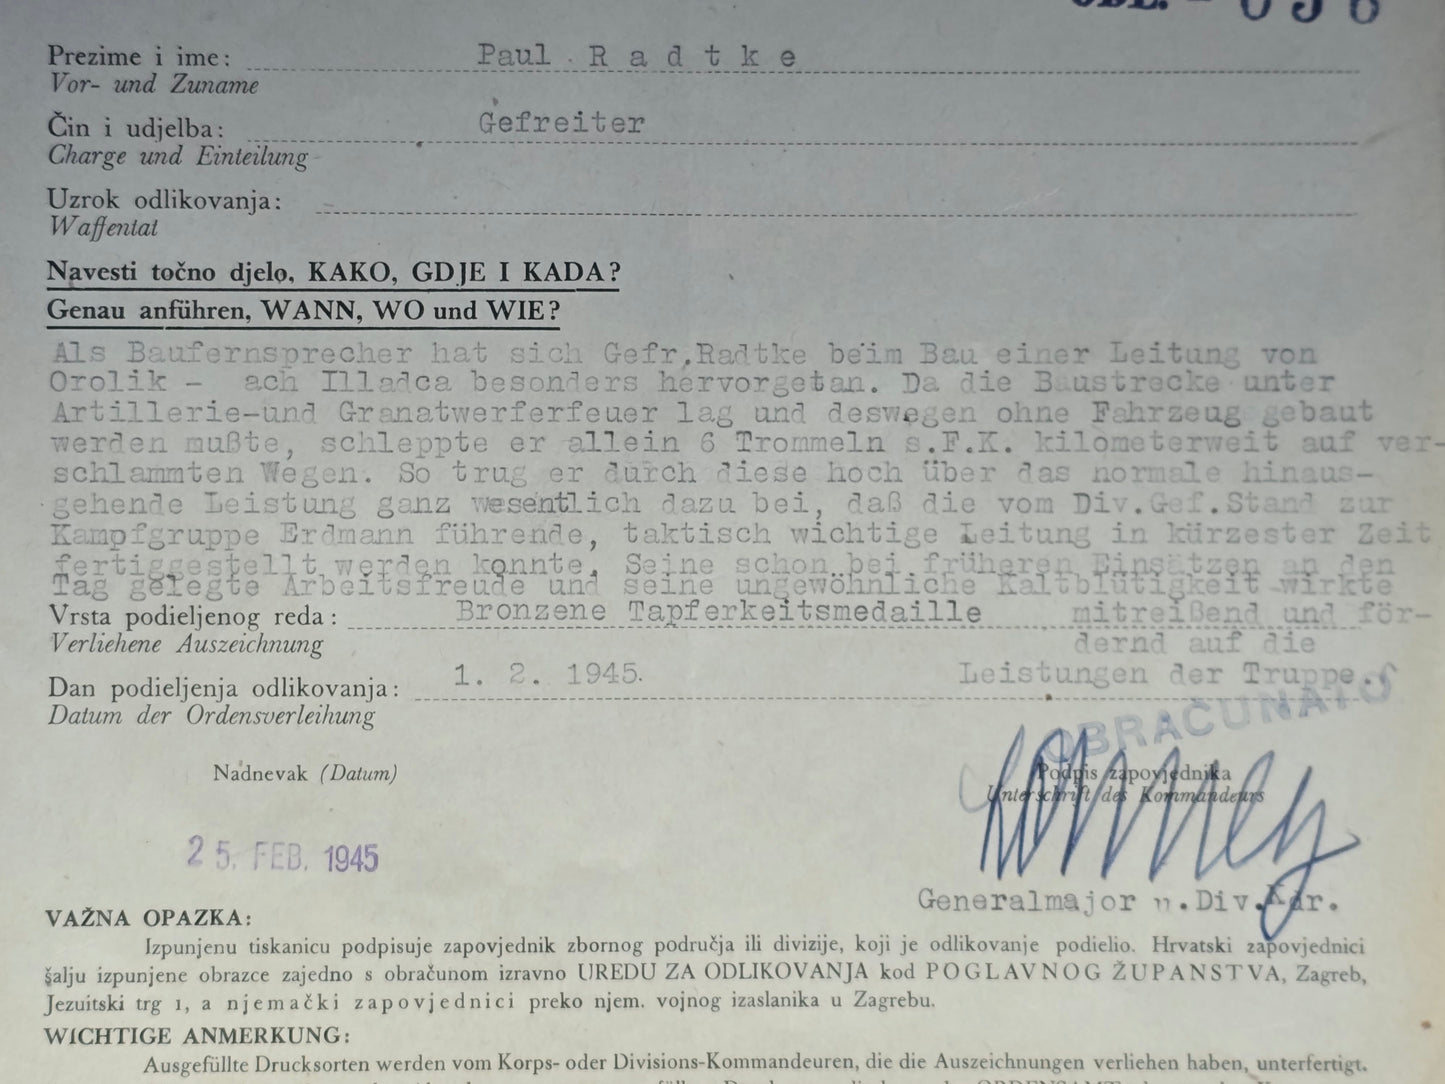 ODL. - 036
Prezime i ime: Paul Radtke
Vor- und Zuname
Čin i udjelba: Gefreiter
Charge und Einteilung
Uzrok odlikovanja:
Waffentat
Navesti točno djelo, KAKO, GDJE I KADA?
Genau anführen, WANN, WO und WIE?
Als Baufernsprecher hat sich Gefr.Radtke beim Bau einer Leitung von
Orolik - ach Illadca besonders hervorgetan. Da die Baustrecke unter
Artillerie-und Granatwerferfeuer lag und deswegen ohne Fahrzeug gebaut
werden mußte, schleppte er allein 6 Trommeln s.F.K. kilometerweit auf ver-
schlammten Wegen. So trug er durch diese hoch über das normale hinaus-
gehende Leistung ganz wesentlich dazu bei, daß die vom Div.Gef.Stand zur
Kampfgruppe Erdmann führende, taktisch wichtige Leitung in kürzester Zeit
fertiggestellt werden konnte. Seine schon bei früheren Einsätzen an den
Tag gelegte Arbeitsfreude und seine ungewöhnliche Kaltblütigkeit wirkte
Vrsta podieljenog reda: Bronzene Tapferkeitsmedaille mitreißend und för-
Verliehene Auszeichnung dernd auf die
Dan podieljenja odlikovanja: 1. 2. 1945. Leistungen der Truppe.
Datum der Ordensverleihung
OBRAČUNATO
Nadnevak (Datum) Podpis zapovjednika
Unterschrift des Kommandeurs
25. FEB. 1945
Generalmajor u.Div.Kdr.
VAŽNA OPAZKA:
Izpunjenu tiskanicu podpisuje zapovjednik zbornog područja ili divizije, koji je odlikovanje podielio. Hrvatski zapovjednici
šalju izpunjene obrazce zajedno s obračunom izravno UREDU ZA ODLIKOVANJA kod POGLAVNOG ŽUPANSTVA, Zagreb,
Jezuitski trg 1, a njemački zapovjednici preko njem. vojnog izaslanika u Zagrebu.
WICHTIGE ANMERKUNG:
Ausgefüllte Drucksorten werden vom Korps- oder Divisions-Kommandeuren, die die Auszeichnungen verliehen haben, unterfertigt.